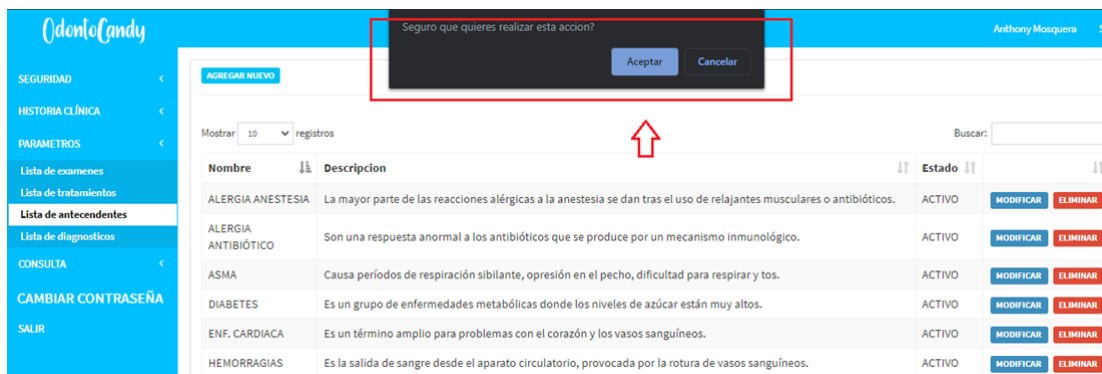 OdontoCandy
Seguro que quieres realizar esta accion?
Aceptar Cancelar
Anthony Mosquera
SEGURIDAD
HISTORIA CLÍNICA
PARAMETROS
Lista de examenes
Lista de tratamientos
Lista de antecendentes
Lista de diagnosticos
CONSULTA
CAMBIAR CONTRASEÑA
SALIR
AGREGAR NUEVO
Mostrar 10 registros
Buscar:
Nombre Descripcion Estado
ALERGIA ANESTESIA La mayor parte de las reacciones alérgicas a la anestesia se dan tras el uso de relajantes musculares o antibióticos. ACTIVO MODIFICAR ELIMINAR
ALERGIA
ANTIBIÓTICO Son una respuesta anormal a los antibióticos que se produce por un mecanismo inmunológico. ACTIVO MODIFICAR ELIMINAR
ASMA Causa períodos de respiración sibilante, opresión en el pecho, dificultad para respirar y tos. ACTIVO MODIFICAR ELIMINAR
DIABETES Es un grupo de enfermedades metabólicas donde los niveles de azúcar están muy altos. ACTIVO MODIFICAR ELIMINAR
ENF. CARDIACA Es un término amplio para problemas con el corazón y los vasos sanguíneos. ACTIVO MODIFICAR ELIMINAR
HEMORRAGIAS Es la salida de sangre desde el aparato circulatorio, provocada por la rotura de vasos sanguíneos. ACTIVO MODIFICAR ELIMINAR